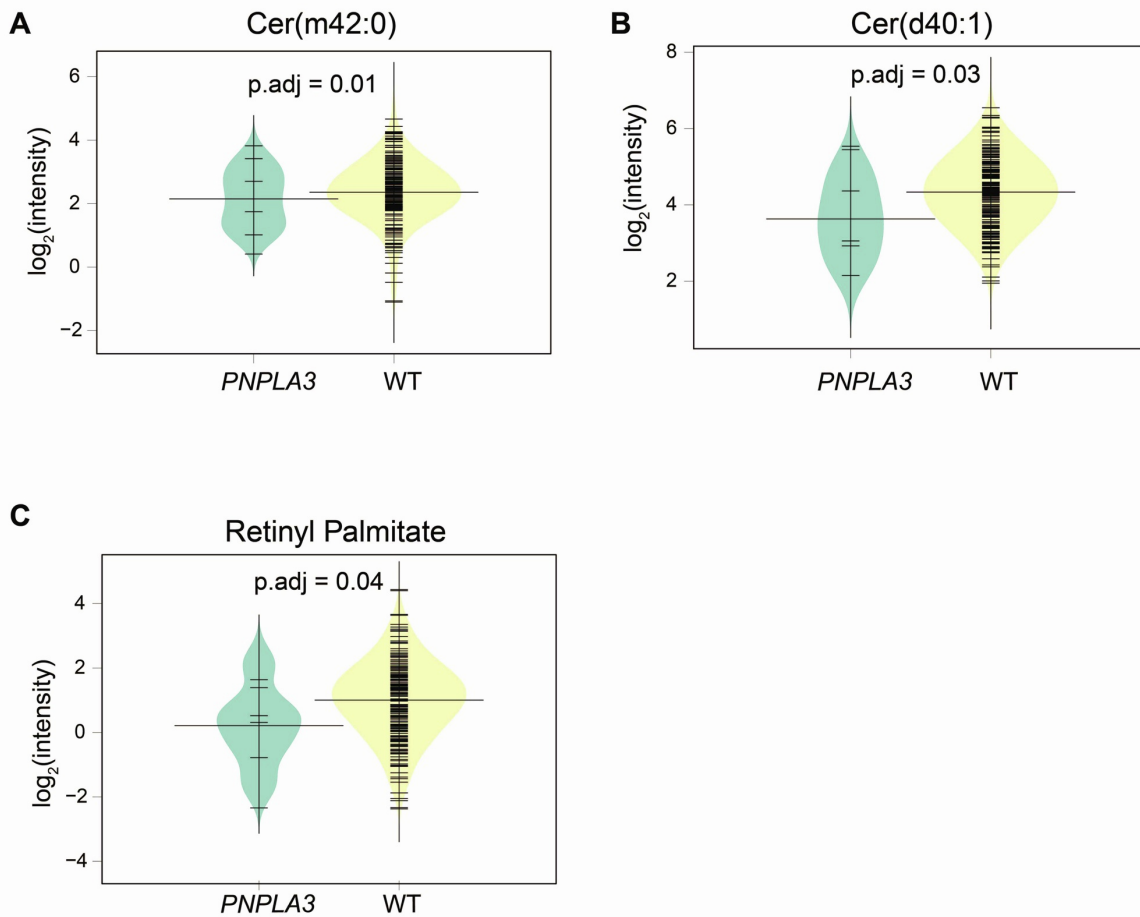 A
Cer(m42:0)
p.adj = 0.01
log₂(intensity)
6
4
2
0
−2
PNPLA3
WT
B
Cer(d40:1)
p.adj = 0.03
log₂(intensity)
8
6
4
2
PNPLA3
WT
C
Retinyl Palmitate
p.adj = 0.04
log₂(intensity)
4
2
0
−2
−4
PNPLA3
WT